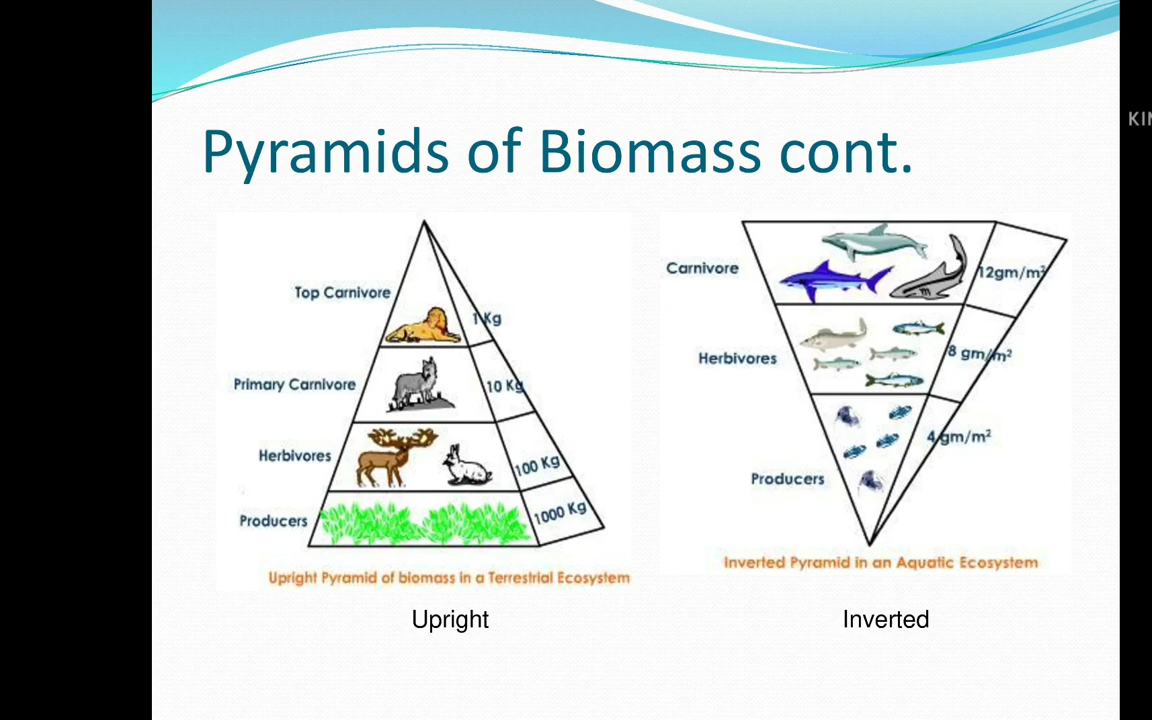 Pyramids of Biomass cont.
Top Carnivore
1 Kg
Primary Carnivore
10 Kg
Herbivores
100 Kg
Producers
1000 Kg
Upright Pyramid of biomass in a Terrestrial Ecosystem
Upright
Carnivore
12gm/m²
Herbivores
8 gm/m²
4gm/m²
Producers
Inverted Pyramid in an Aquatic Ecosystem
Inverted